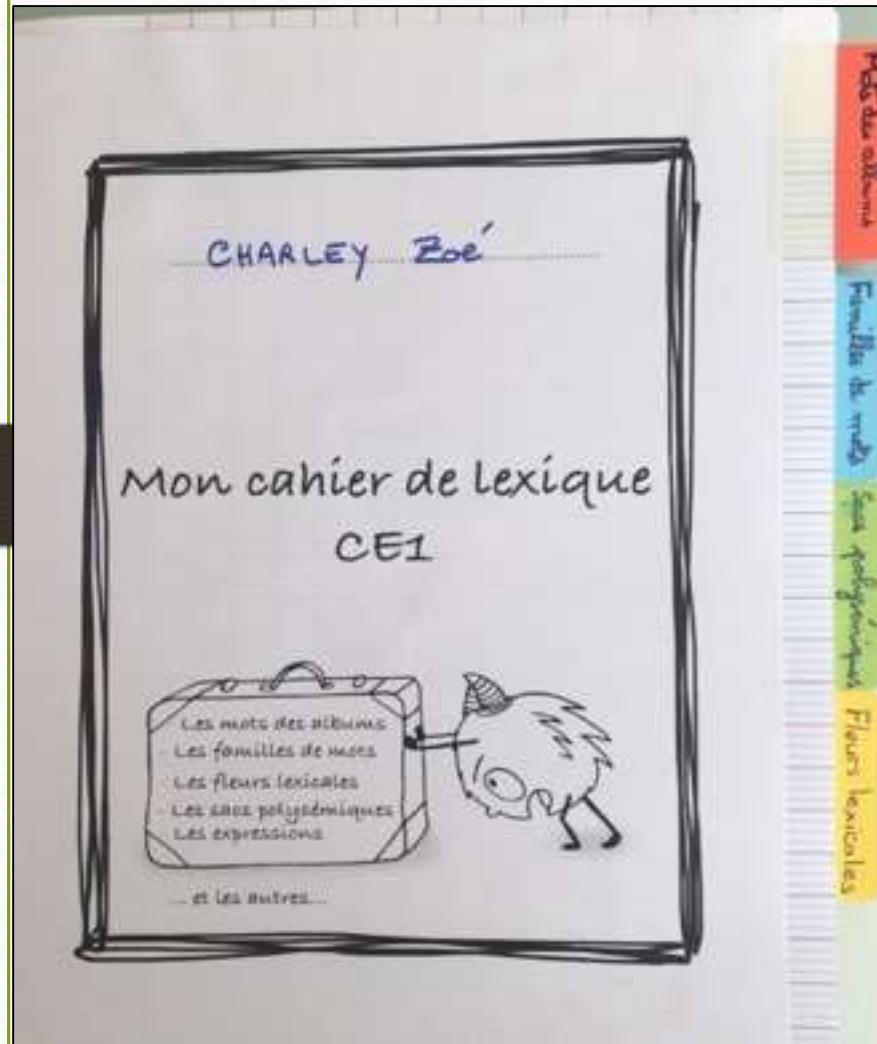 CHARLEY Zoé
Mon cahier de lexique
CE1
Les mots des albums
- Les familles de mots
- Les fleurs lexicales
- Les sacs polysémiques
Les expressions
... et les autres...
Mots des albums
Familles de mots
Sacs polysémiques
Fleurs lexicales